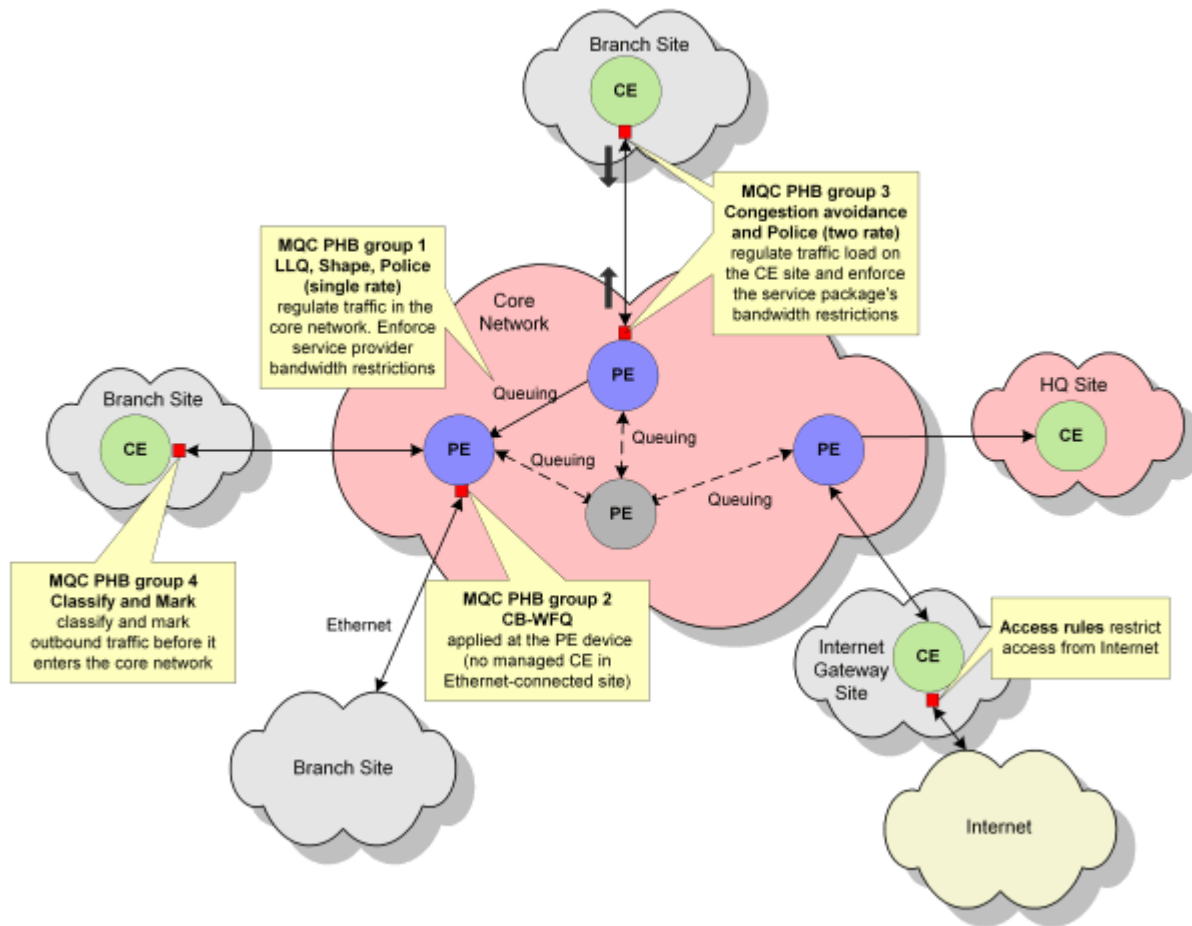 Branch Site
CE
MQC PHB group 3
Congestion avoidance
and Police (two rate)
regulate traffic load on
the CE site and enforce
the service package's
bandwidth restrictions
MQC PHB group 1
LLQ, Shape, Police
(single rate)
regulate traffic in the
core network. Enforce
service provider
bandwidth restrictions
Core
Network
PE
Queuing
Branch Site
CE
PE
Queuing
Queuing
PE
Queuing
PE
HQ Site
CE
MQC PHB group 4
Classify and Mark
classify and mark
outbound traffic before it
enters the core network
Ethernet
MQC PHB group 2
CB-WFQ
applied at the PE device
(no managed CE in
Ethernet-connected site)
Internet
Gateway
Site
CE
Access rules restrict
access from Internet
Branch Site
Internet